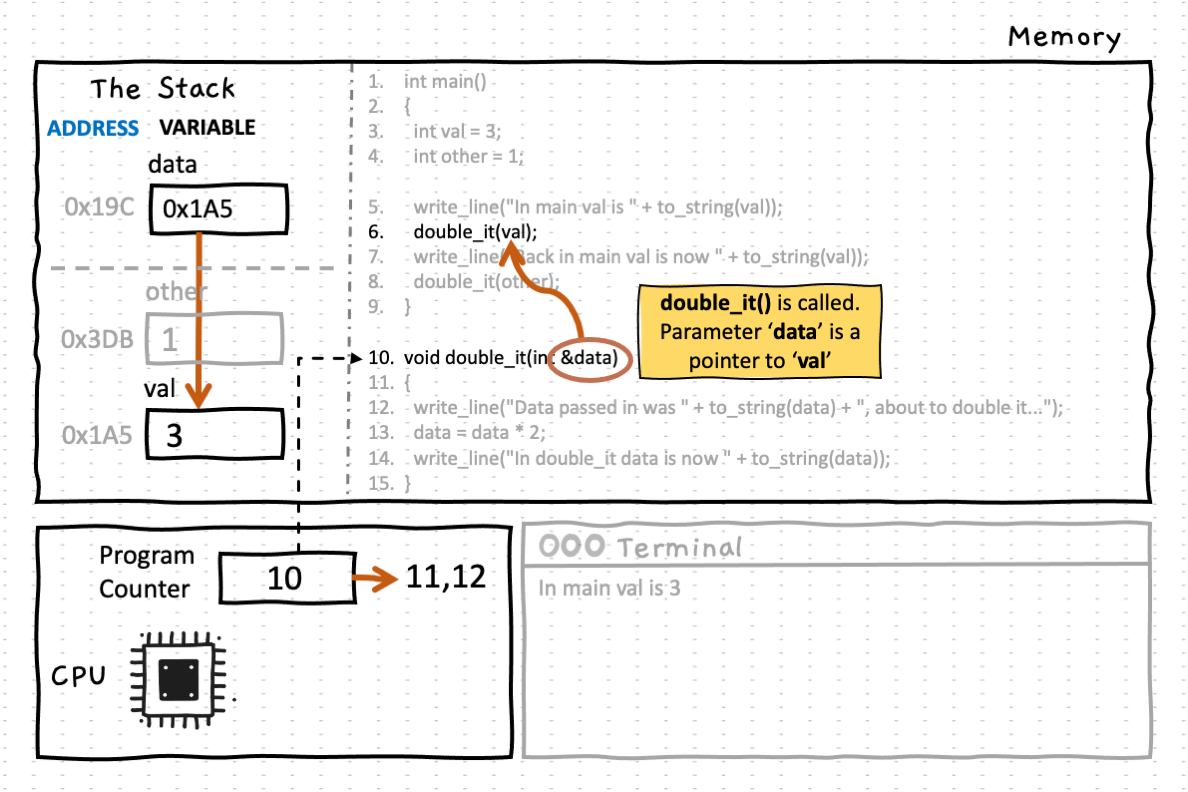 Memory
The Stack
ADDRESS VARIABLE
data
0x19C 0x1A5
other
0x3DB 1
val
0x1A5 3
1. int main()
2. {
3. int val = 3;
4. int other = 1;
5. write_line("In main val is " + to_string(val));
6. double_it(val);
7. write_line("Back in main val is now " + to_string(val));
8. double_it(other);
9. }
10. void double_it(int &data)
11. {
12. write_line("Data passed in was " + to_string(data) + ", about to double it...");
13. data = data * 2;
14. write_line("In double_it data is now " + to_string(data));
15. }
double_it() is called.
Parameter ‘data’ is a
pointer to ‘val’
Program
Counter
10 11,12
CPU
Terminal
In main val is 3